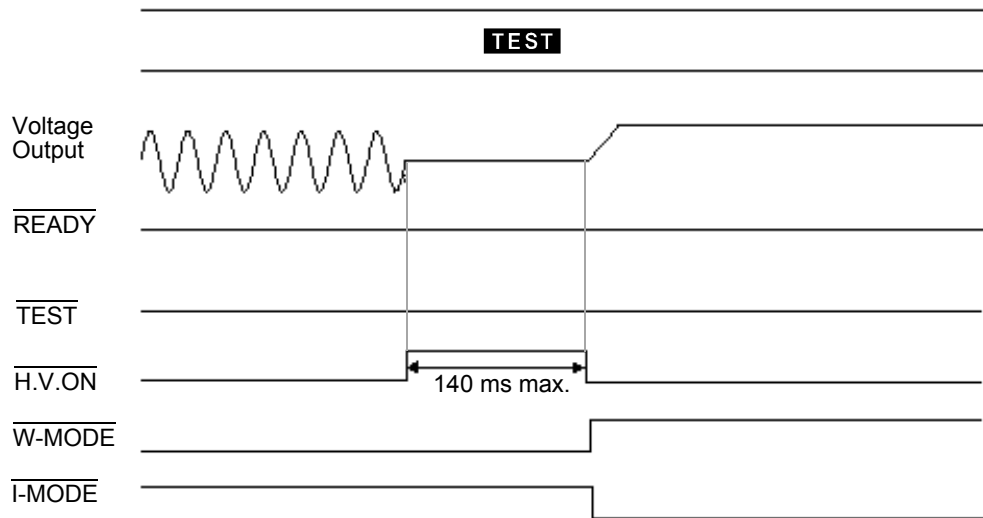 TEST
Voltage
Output
READY
TEST
H.V.ON
140 ms max.
W-MODE
I-MODE